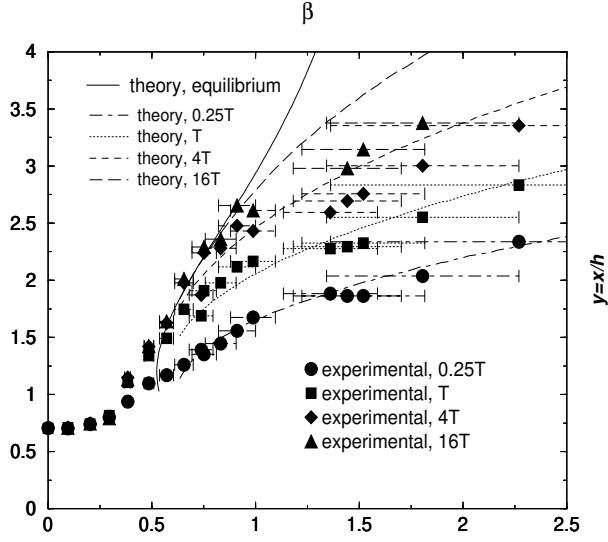 β
4
3.5
3
2.5
2
1.5
1
0.5
0
theory, equilibrium
theory, 0.25T
theory, T
theory, 4T
theory, 16T
experimental, 0.25T
experimental, T
experimental, 4T
experimental, 16T
0 0.5 1 1.5 2 2.5
y=x/h